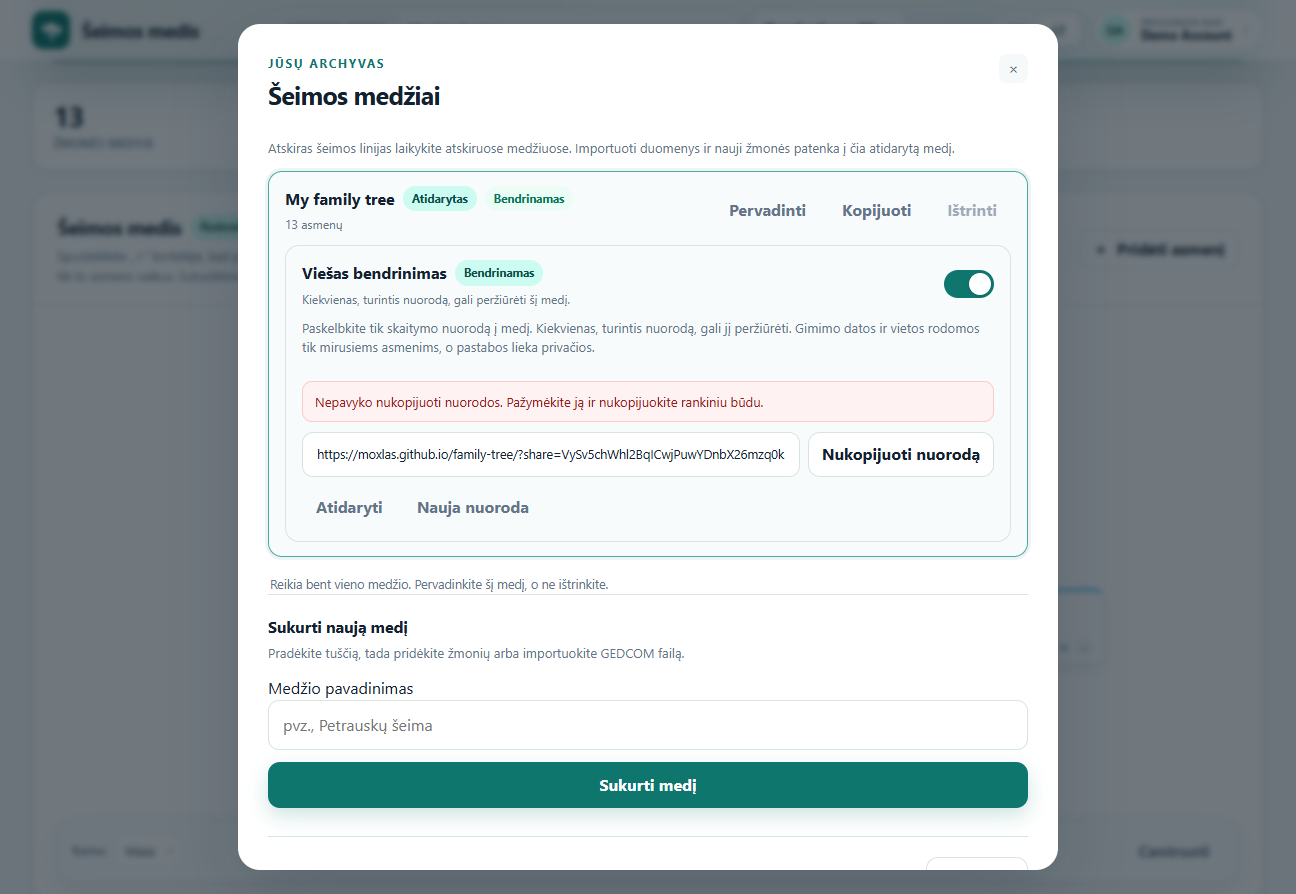 Šeimos medis
13
JŪSŲ ARCHYVAS
Šeimos medžiai
×
Atskiras šeimos linijas laikykite atskiruose medžiuose. Importuoti duomenys ir nauji žmonės patenka į čia atidarytą medį.
My family tree Atidarytas Bendrinamas
13 asmenų
Pervadinti Kopijuoti Ištrinti
Viešas bendrinimas Bendrinamas
Kiekvienas, turintis nuorodą, gali peržiūrėti šį medį.
Paskelbkite tik skaitymo nuorodą į medį. Kiekvienas, turintis nuorodą, gali jį peržiūrėti. Gimimo datos ir vietos rodomos
tik mirusiems asmenims, o pastabos lieka privačios.
Nepavyko nukopijuoti nuorodos. Pažymėkite ją ir nukopijuokite rankiniu būdu.
https://moxlas.github.io/family-tree/?share=VySv5chWhl2BqICwjPuwYDnbX26mzq0k
Nukopijuoti nuorodą
Atidaryti Nauja nuoroda
Reikia bent vieno medžio. Pervadinkite šį medį, o ne ištrinkite.
Sukurti naują medį
Pradėkite tuščią, tada pridėkite žmonių arba importuokite GEDCOM failą.
Medžio pavadinimas
pvz., Petrauskų šeima
Sukurti medį
Demo Account
Šeimos medis
+ Pridėti asmenį
Centruoti